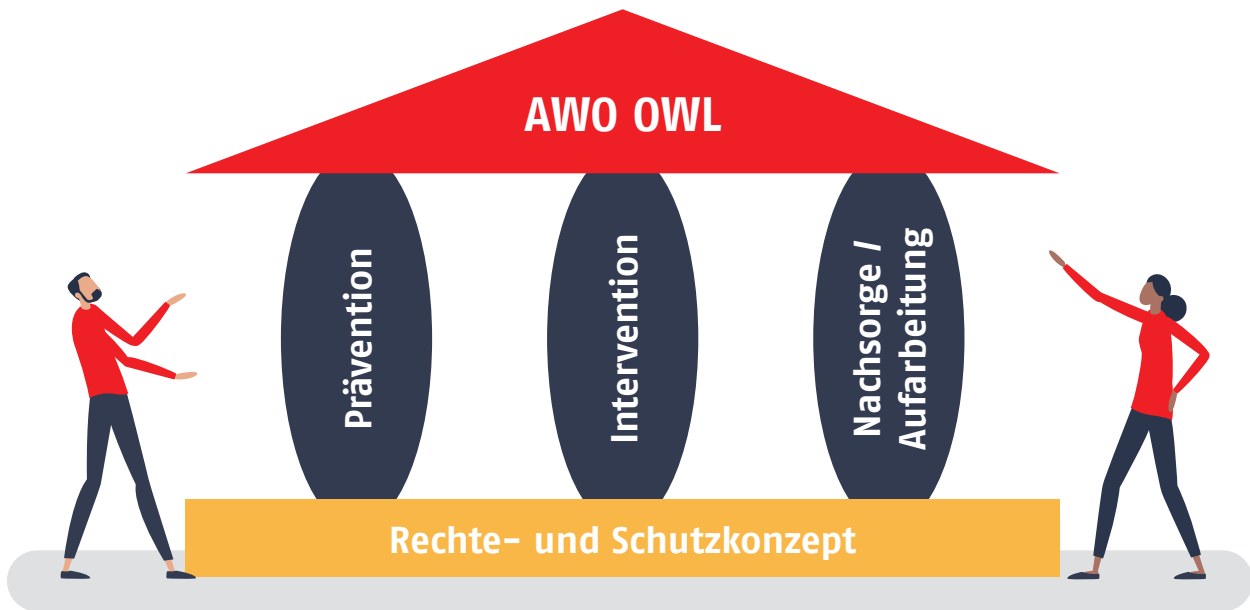 AWO OWL
Prävention
Intervention
Nachsorge /
Aufarbeitung
Rechte- und Schutzkonzept